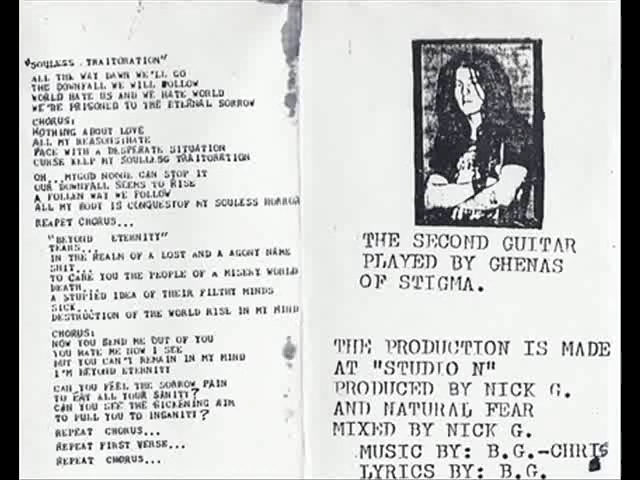 "SOULESS TRAITORATION"
ALL THE WAY DAWN WE'LL GO
THE DOWNFALL WE WILL FOLLOW
WORLD HATE US AND WE HATE WORLD
WE'RE PRISONED TO THE ETERNAL SORROW
CHORUS:
NOTHING ABOUT LOVE
ALL MY REASONS:HATE
FACE WITH A DESPERATE SITUATION
CURSE KEEP MY SOULLESS TRAITORATION
OH...MYGOD NOONE CAN STOP IT
OUR DOWNFALL SEEMS TO RISE
A FOLLEN WAY WE FOLLOW
ALL MY BODY IS CONQUESTOF MY SOULESS HORROR
REAPET CHORUS...
"BEYOND ETERNITY"
TEARS...
IN THE REALM OF A LOST AND A AGONY NAME
SHIT...
TO CARE YOU THE PEOPLE OF A MISERY WORLD
DEATH...
A STUPIED IDEA OF THEIR FILTHY MINDS
SICK...
DESTRUCTION OF THE WORLD RISE IN MY MIND
CHORUS:
NOW YOU SEND ME OUT OF YOU
YOU HATE ME NOW I SEE
BUT YOU CAN'T REMAIN IN MY MIND
I'M BEYOND ETERNITY
CAN YOU FEEL THE SORROW PAIN
TO EAT ALL YOUR SANITY?
CAN YOU SEE THE SICKENING AIM
TO PULL YOU TO INSANITY?
REPEAT CHORUS...
REPEAT FIRST VERSE...
REPEAT CHORUS...
THE SECOND GUITAR
PLAYED BY GHENAS
OF STIGMA.
THE PRODUCTION IS MADE
AT "STUDIO N"
PRODUCED BY NICK G.
AND NATURAL FEAR
MIXED BY NICK G.
MUSIC BY: B.G.-CHRIS
LYRICS BY: B.G.